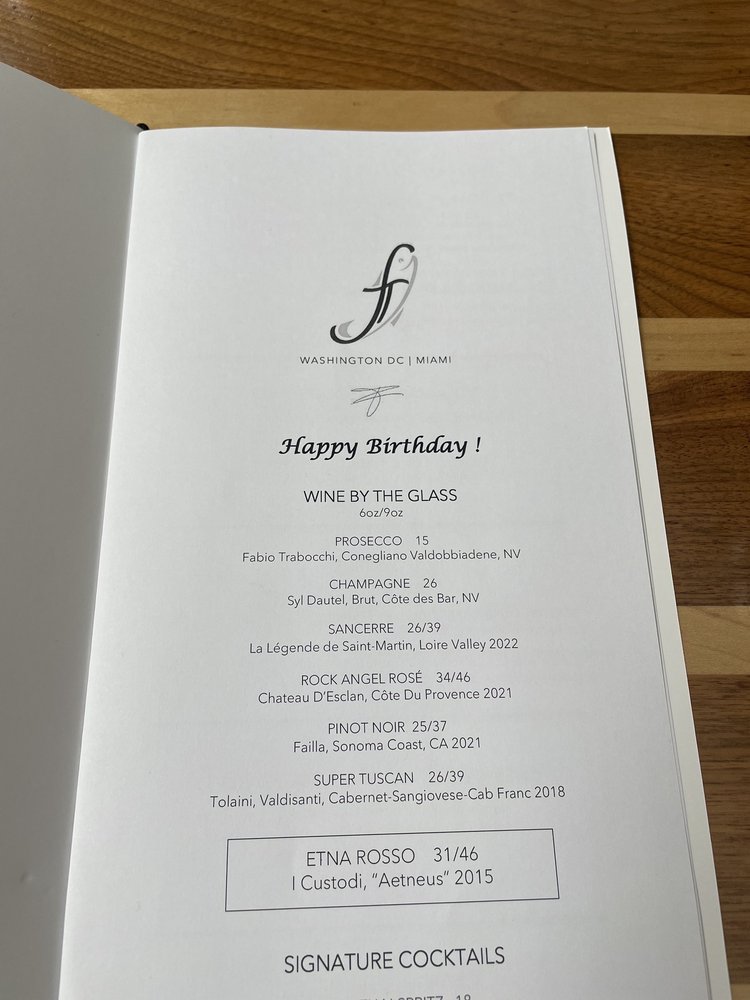 WASHINGTON DC | MIAMI
Happy Birthday !
WINE BY THE GLASS
6oz/9oz
PROSECCO 15
Fabio Trabocchi, Conegliano Valdobbiadene, NV
CHAMPAGNE 26
Syl Dautel, Brut, Côte des Bar, NV
SANCERRE 26/39
La Légende de Saint-Martin, Loire Valley 2022
ROCK ANGEL ROSÉ 34/46
Chateau D'Esclan, Côte Du Provence 2021
PINOT NOIR 25/37
Failla, Sonoma Coast, CA 2021
SUPER TUSCAN 26/39
Tolaini, Valdisanti, Cabernet-Sangiovese-Cab Franc 2018
ETNA ROSSO 31/46
I Custodi, “Aetneus” 2015
SIGNATURE COCKTAILS